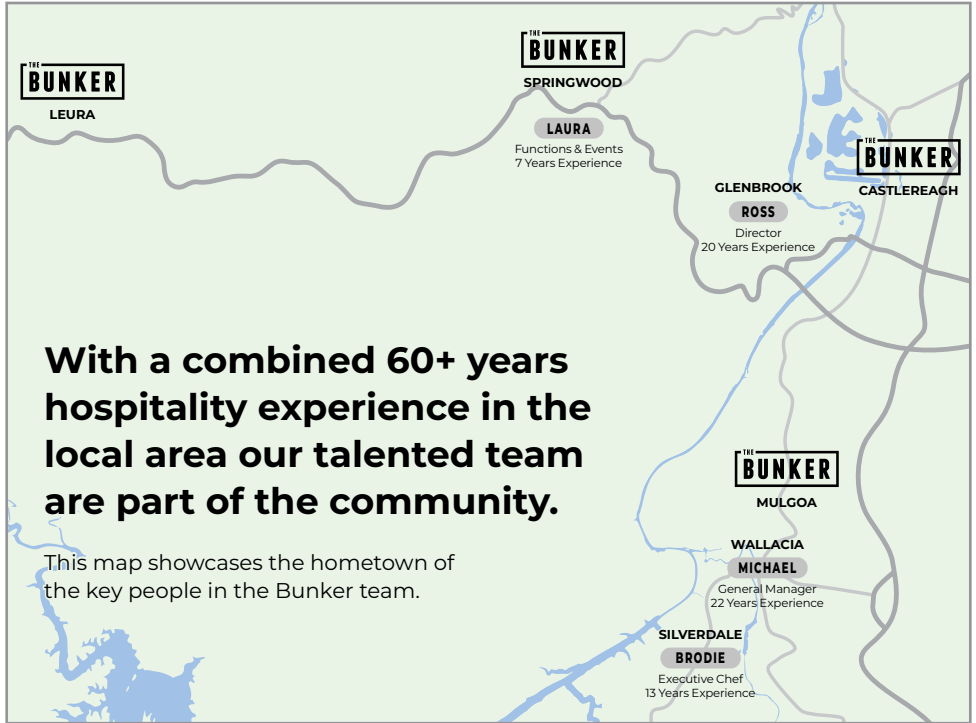 THE
BUNKER
LEURA
THE
BUNKER
SPRINGWOOD
LAURA
Functions & Events
7 Years Experience
THE
BUNKER
CASTLEREAGH
GLENBROOK
ROSS
Director
20 Years Experience
With a combined 60+ years
hospitality experience in the
local area our talented team
are part of the community.
This map showcases the hometown of
the key people in the Bunker team.
THE
BUNKER
MULGOA
WALLACIA
MICHAEL
General Manager
22 Years Experience
SILVERDALE
BRODIE
Executive Chef
13 Years Experience